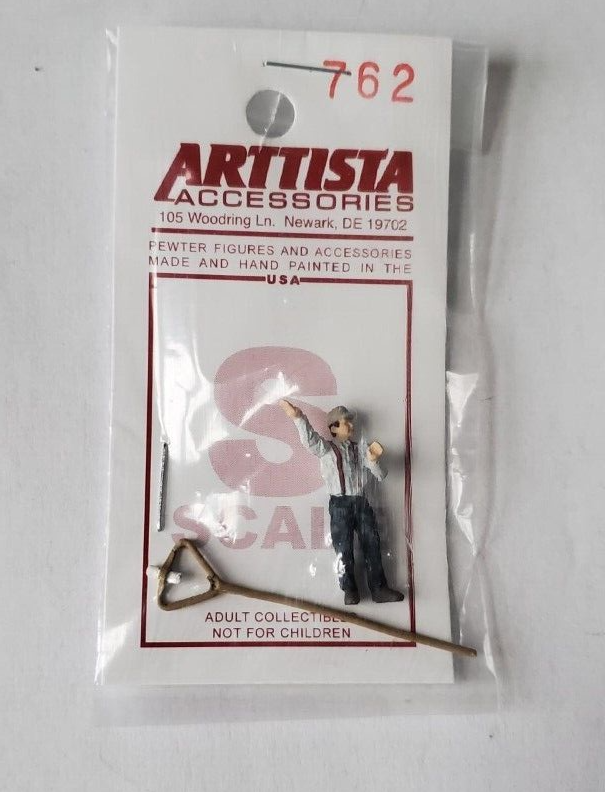 762
ARTTISTA
ACCESSORIES
105 Woodring Ln. Newark, DE 19702
PEWTER FIGURES AND ACCESSORIES
MADE AND HAND PAINTED IN THE
USA
S
SCALE
ADULT COLLECTIBLE
NOT FOR CHILDREN